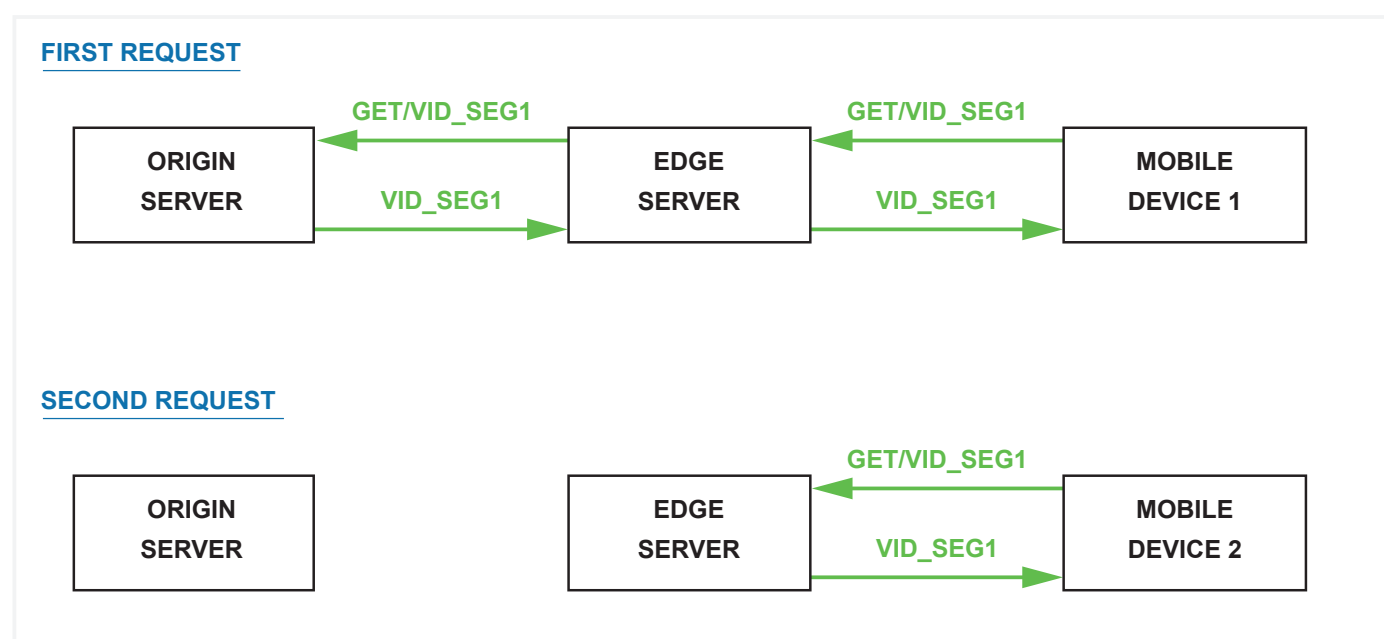 FIRST REQUEST
GET/VID_SEG1
GET/VID_SEG1
ORIGIN
SERVER
EDGE
SERVER
MOBILE
DEVICE 1
VID_SEG1
VID_SEG1
SECOND REQUEST
GET/VID_SEG1
ORIGIN
SERVER
EDGE
SERVER
MOBILE
DEVICE 2
VID_SEG1